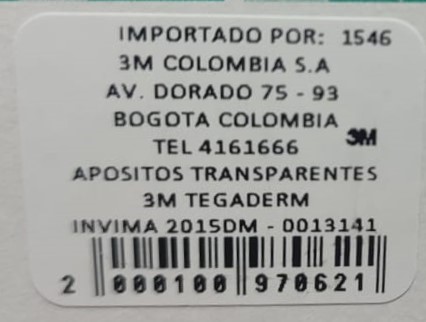 IMPORTADO POR: 1546
3M COLOMBIA S.A
AV. DORADO 75 - 93
BOGOTA COLOMBIA
3M
TEL 4161666
APOSITOS TRANSPARENTES
3M TEGADERM
INVIMA 2015DM - 0013141
2 000100 970621